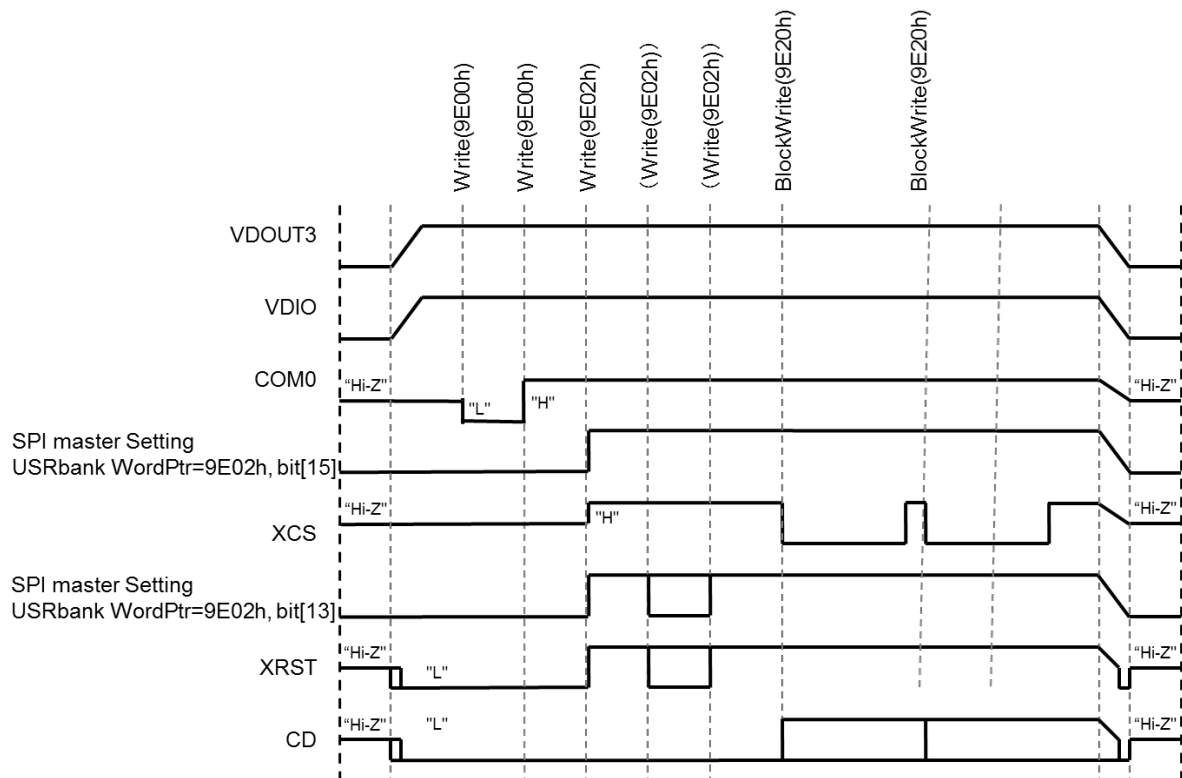 Write(9E00h)
Write(9E00h)
Write(9E02h)
（Write(9E02h)）
（Write(9E02h)）
BlockWrite(9E20h)
BlockWrite(9E20h)
VDOUT3
VDIO
COM0
“Hi-Z”
"L"
"H"
“Hi-Z”
SPI master Setting
USRbank WordPtr=9E02h, bit[15]
XCS
“Hi-Z”
"H"
“Hi-Z”
SPI master Setting
USRbank WordPtr=9E02h, bit[13]
XRST
“Hi-Z”
"L"
“Hi-Z”
CD
“Hi-Z”
"L"
“Hi-Z”